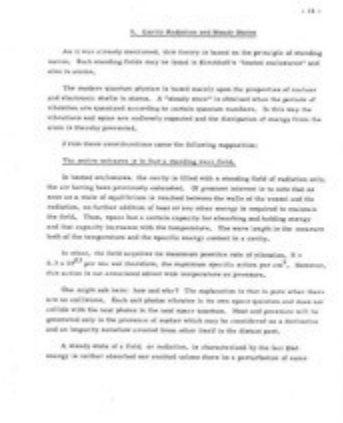 - 18 -
4. Cavity Radiation and Steady States
As it was already mentioned, this theory is based on the principle of standing
waves. Such standing fields may be found in Kirchhoff's "heated enclosures" and
also in atoms.
The modern quantum physics is based mainly upon the properties of nuclear
and electronic shells in atoms. A "steady state" is obtained when the periods of
vibration are quantized according to certain quantum numbers. In this way the
vibrations and spins are uniformly repeated and the dissipation of energy from the
atom is thereby prevented.
From these considerations came the following suggestion:
The entire universe is in fact a standing wave field.
In heated enclosures, the cavity is filled with a standing field of radiation only,
the air having been previously exhausted. Of greatest interest is to note that as
soon as a state of equilibrium is reached between the walls of the vessel and the
radiation, no further addition of heat or any other energy is required to maintain
the field. Thus, space has a certain capacity for absorbing and holding energy
and that capacity increases with the temperature. The wave length is the measure
both of the temperature and the specific energy content in a cavity.
the field acquires its maximum possible rate of vibration,
per sec and therefore, the maximum specific action per cm³. However,
this action is not associated with temperature or pressure.
One might ask now: how and why? The explanation is that in pure ether there
are no collisions. Each such photon vibrates in its own space quantum and does not
collide with the next photon in the next space quantum. Heat and pressure will be
generated only in the presence of matter which may be considered as a derivative
and an impurity somehow created from ether itself in the distant past.
A steady state of a field, or radiation, is characterized by the fact that
energy is neither absorbed nor emitted unless there is a perturbation of some